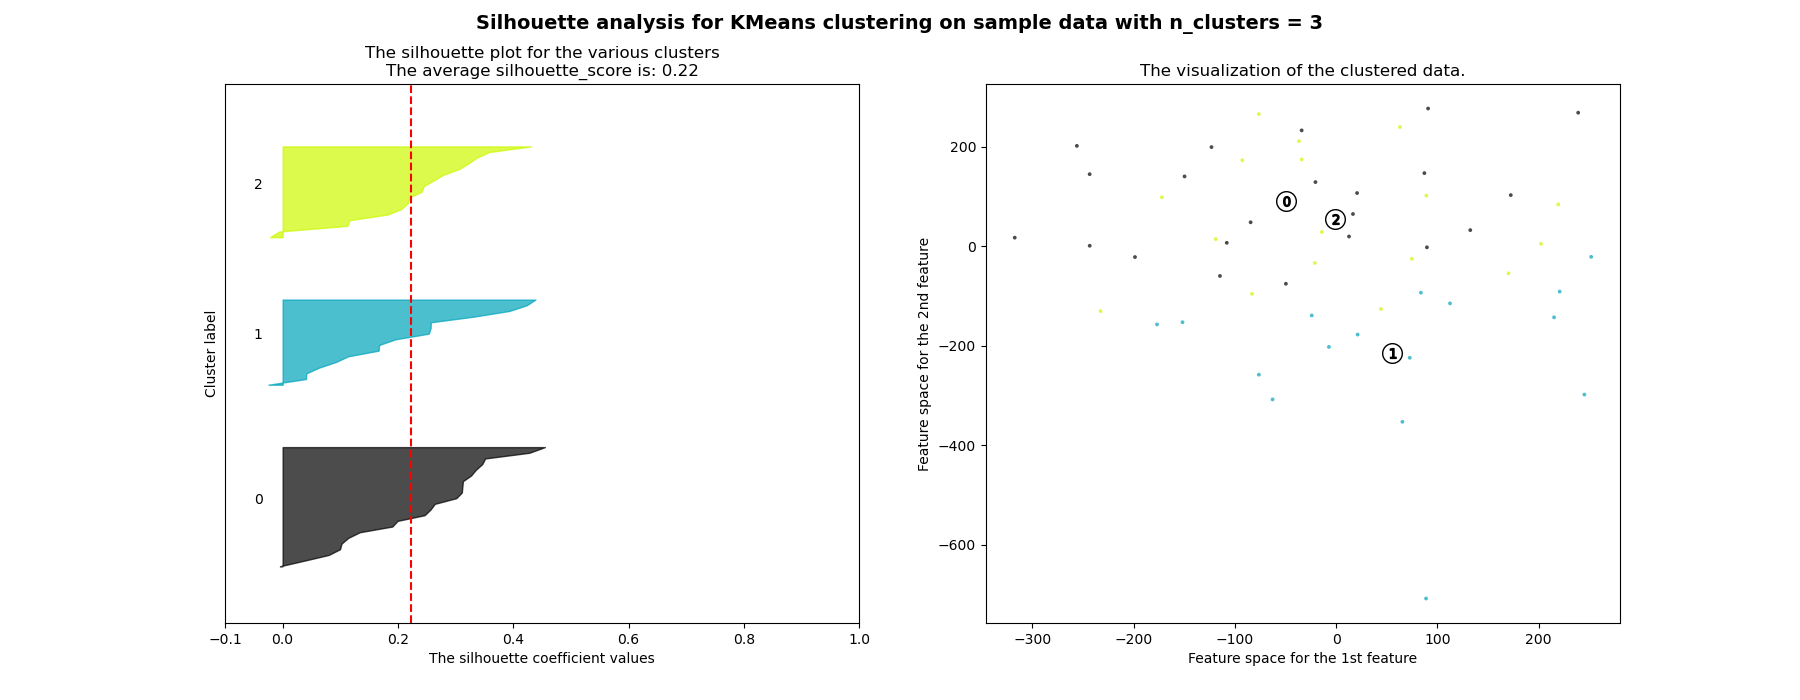 Silhouette analysis for KMeans clustering on sample data with n_clusters = 3
The silhouette plot for the various clusters
The average silhouette_score is: 0.22
2
1
0
Cluster label
−0.1 0.0 0.2 0.4 0.6 0.8 1.0
The silhouette coefficient values
The visualization of the clustered data.
200
0
−200
−400
−600
Feature space for the 2nd feature
0
2
1
−300 −200 −100 0 100 200
Feature space for the 1st feature